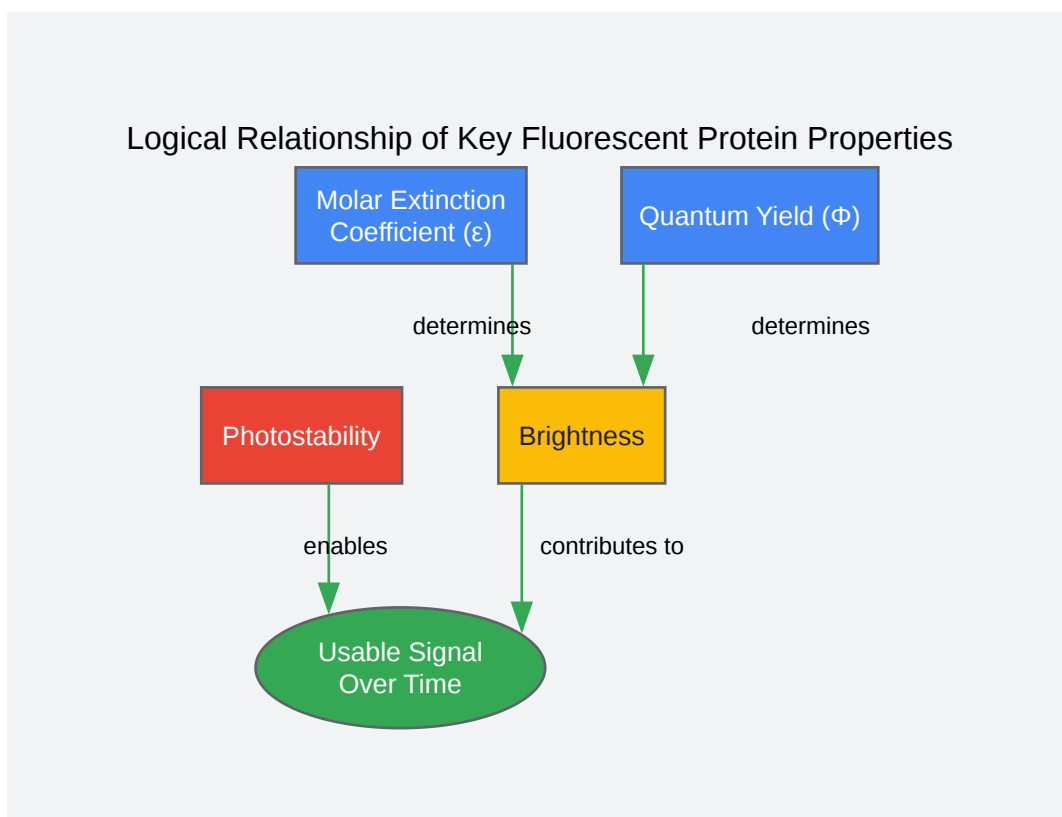 Logical Relationship of Key Fluorescent Protein Properties
Molar Extinction
Coefficient (ε)
Quantum Yield (Φ)
determines
determines
Photostability
Brightness
enables
contributes to
Usable Signal
Over Time